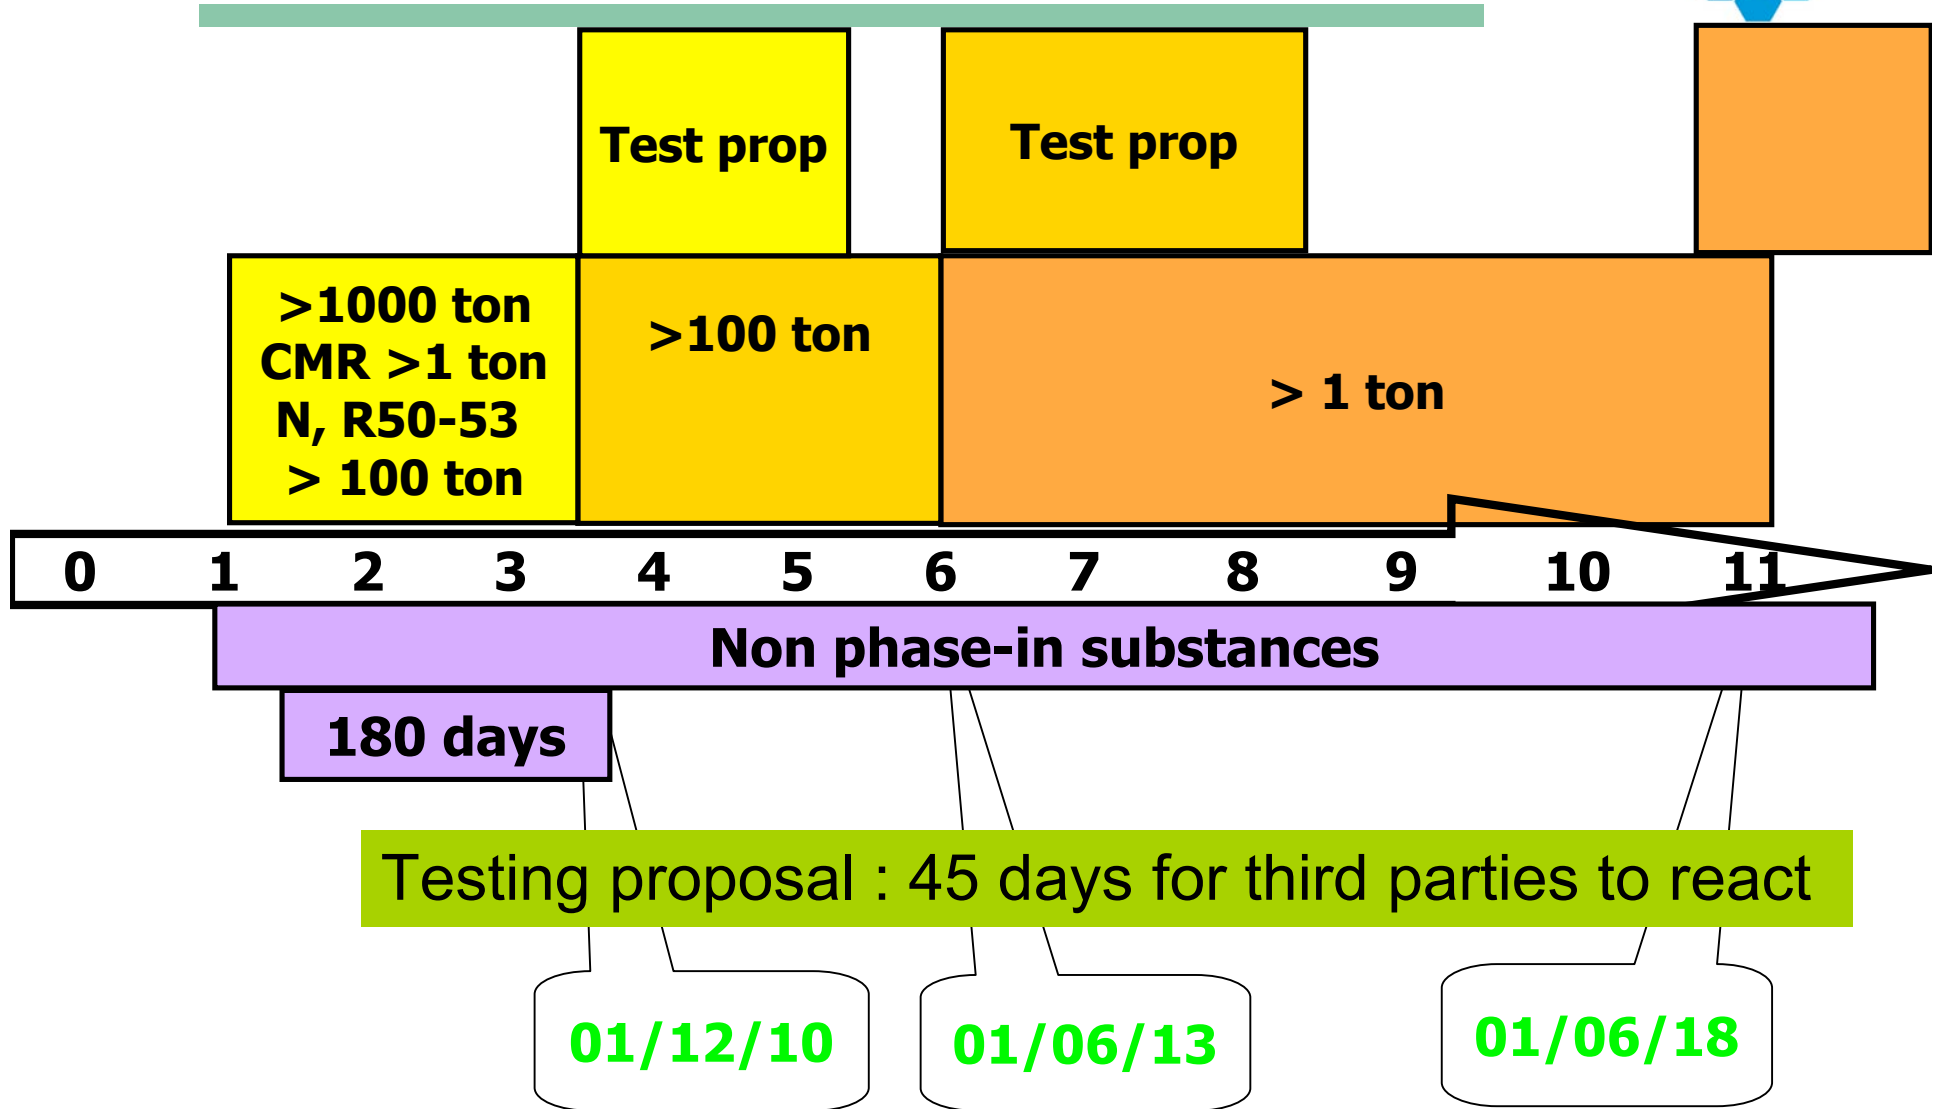 Test prop
Test prop
>1000 ton
CMR >1 ton
N, R50-53
> 100 ton
>100 ton
> 1 ton
0 1 2 3 4 5 6 7 8 9 10 11
Non phase-in substances
180 days
Testing proposal : 45 days for third parties to react
01/12/10
01/06/13
01/06/18